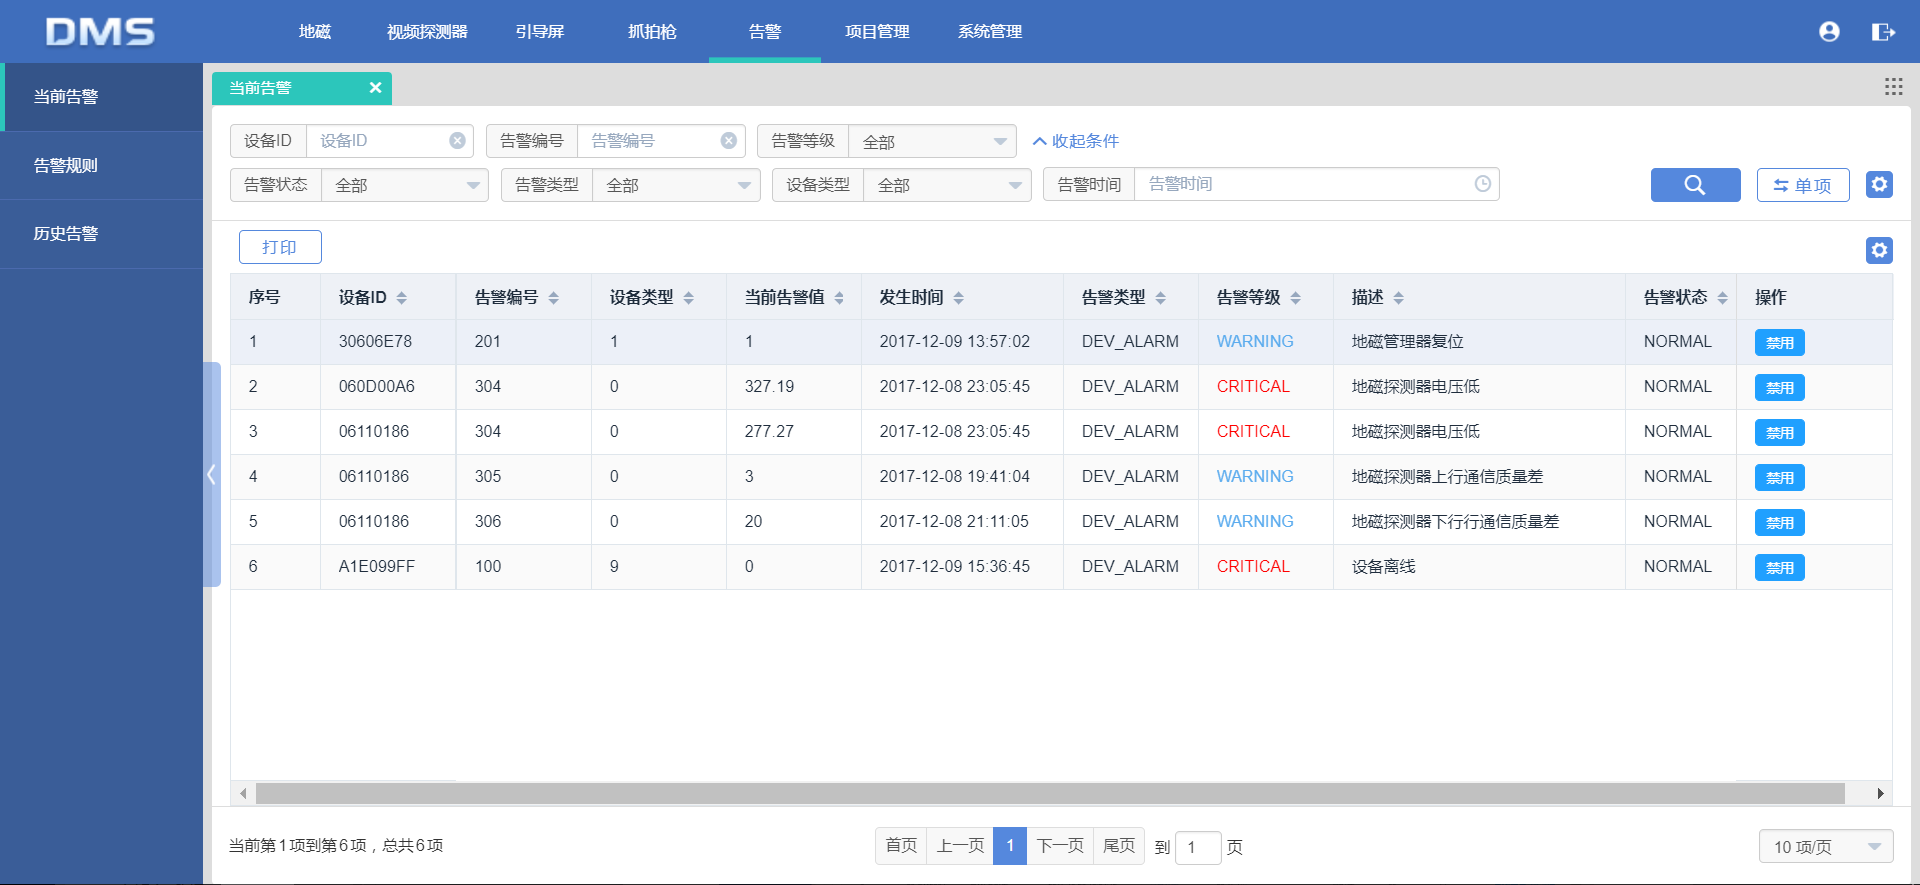 DMS 地磁 视频探测器 引导屏 抓拍枪 告警 项目管理 系统管理
当前告警
告警规则
历史告警
当前告警
设备ID 设备ID 告警编号 告警编号 告警等级 全部 收起条件
告警状态 全部 告警类型 全部 设备类型 全部 告警时间 告警时间 单项
打印
序号 设备ID 告警编号 设备类型 当前告警值 发生时间 告警类型 告警等级 描述 告警状态 操作
1 30606E78 201 1 1 2017-12-09 13:57:02 DEV_ALARM WARNING 地磁管理器复位 NORMAL 禁用
2 060D00A6 304 0 327.19 2017-12-08 23:05:45 DEV_ALARM CRITICAL 地磁探测器电压低 NORMAL 禁用
3 06110186 304 0 277.27 2017-12-08 23:05:45 DEV_ALARM CRITICAL 地磁探测器电压低 NORMAL 禁用
4 06110186 305 0 3 2017-12-08 19:41:04 DEV_ALARM WARNING 地磁探测器上行通信质量差 NORMAL 禁用
5 06110186 306 0 20 2017-12-08 21:11:05 DEV_ALARM WARNING 地磁探测器下行行通信质量差 NORMAL 禁用
6 A1E099FF 100 9 0 2017-12-09 15:36:45 DEV_ALARM CRITICAL 设备离线 NORMAL 禁用
当前第1项到第6项，总共6项 首页 上一页 1 下一页 尾页 到 1 页 10 项/页